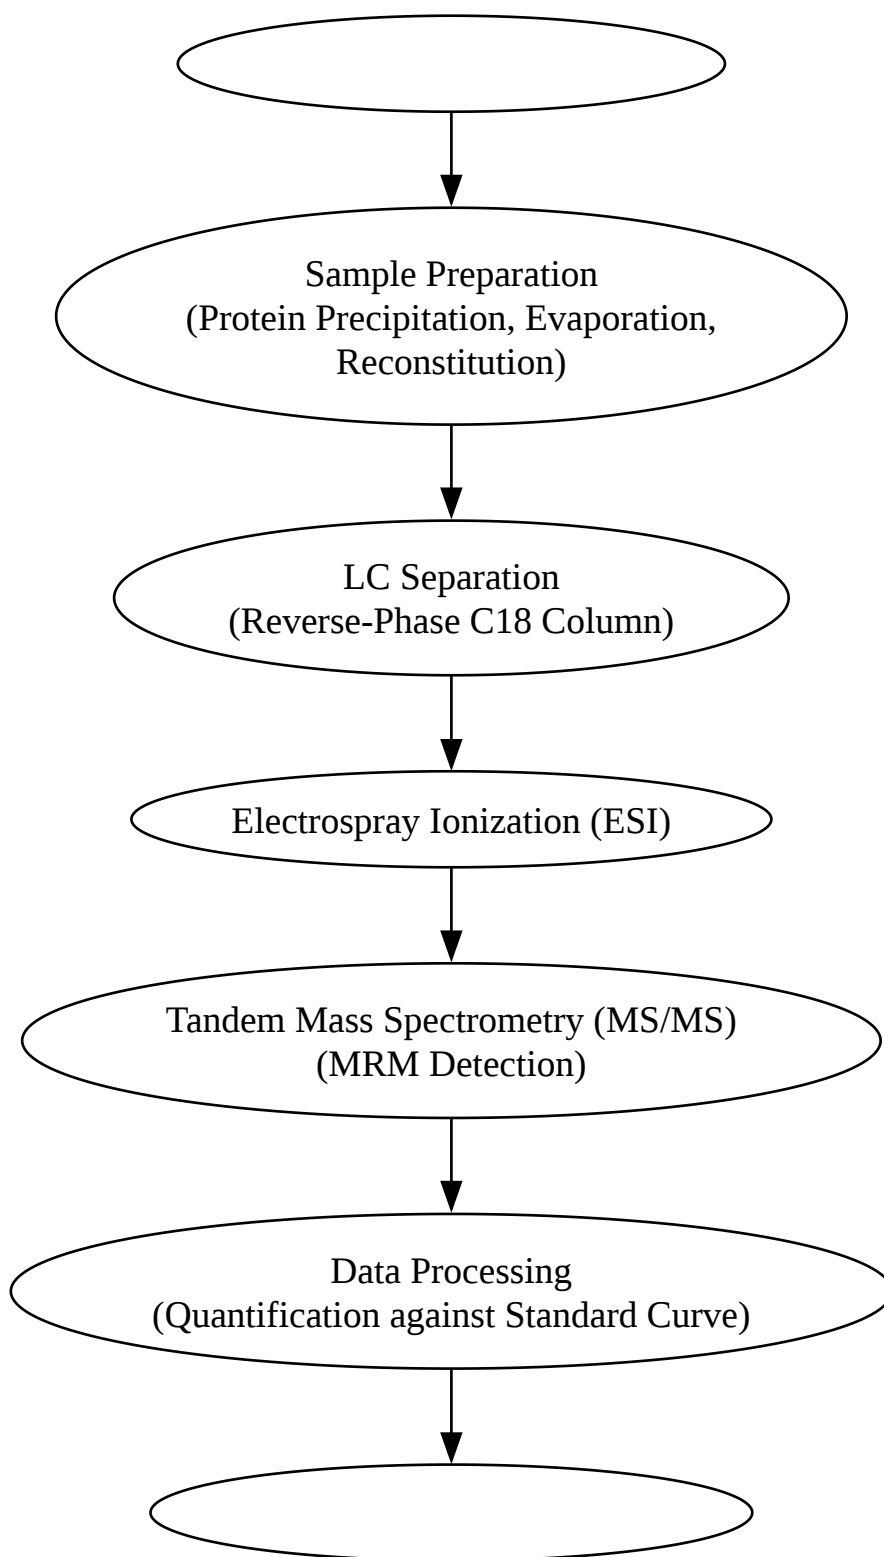 Sample Preparation
(Protein Precipitation, Evaporation,
Reconstitution)
LC Separation
(Reverse-Phase C18 Column)
Electrospray Ionization (ESI)
Tandem Mass Spectrometry (MS/MS)
(MRM Detection)
Data Processing
(Quantification against Standard Curve)